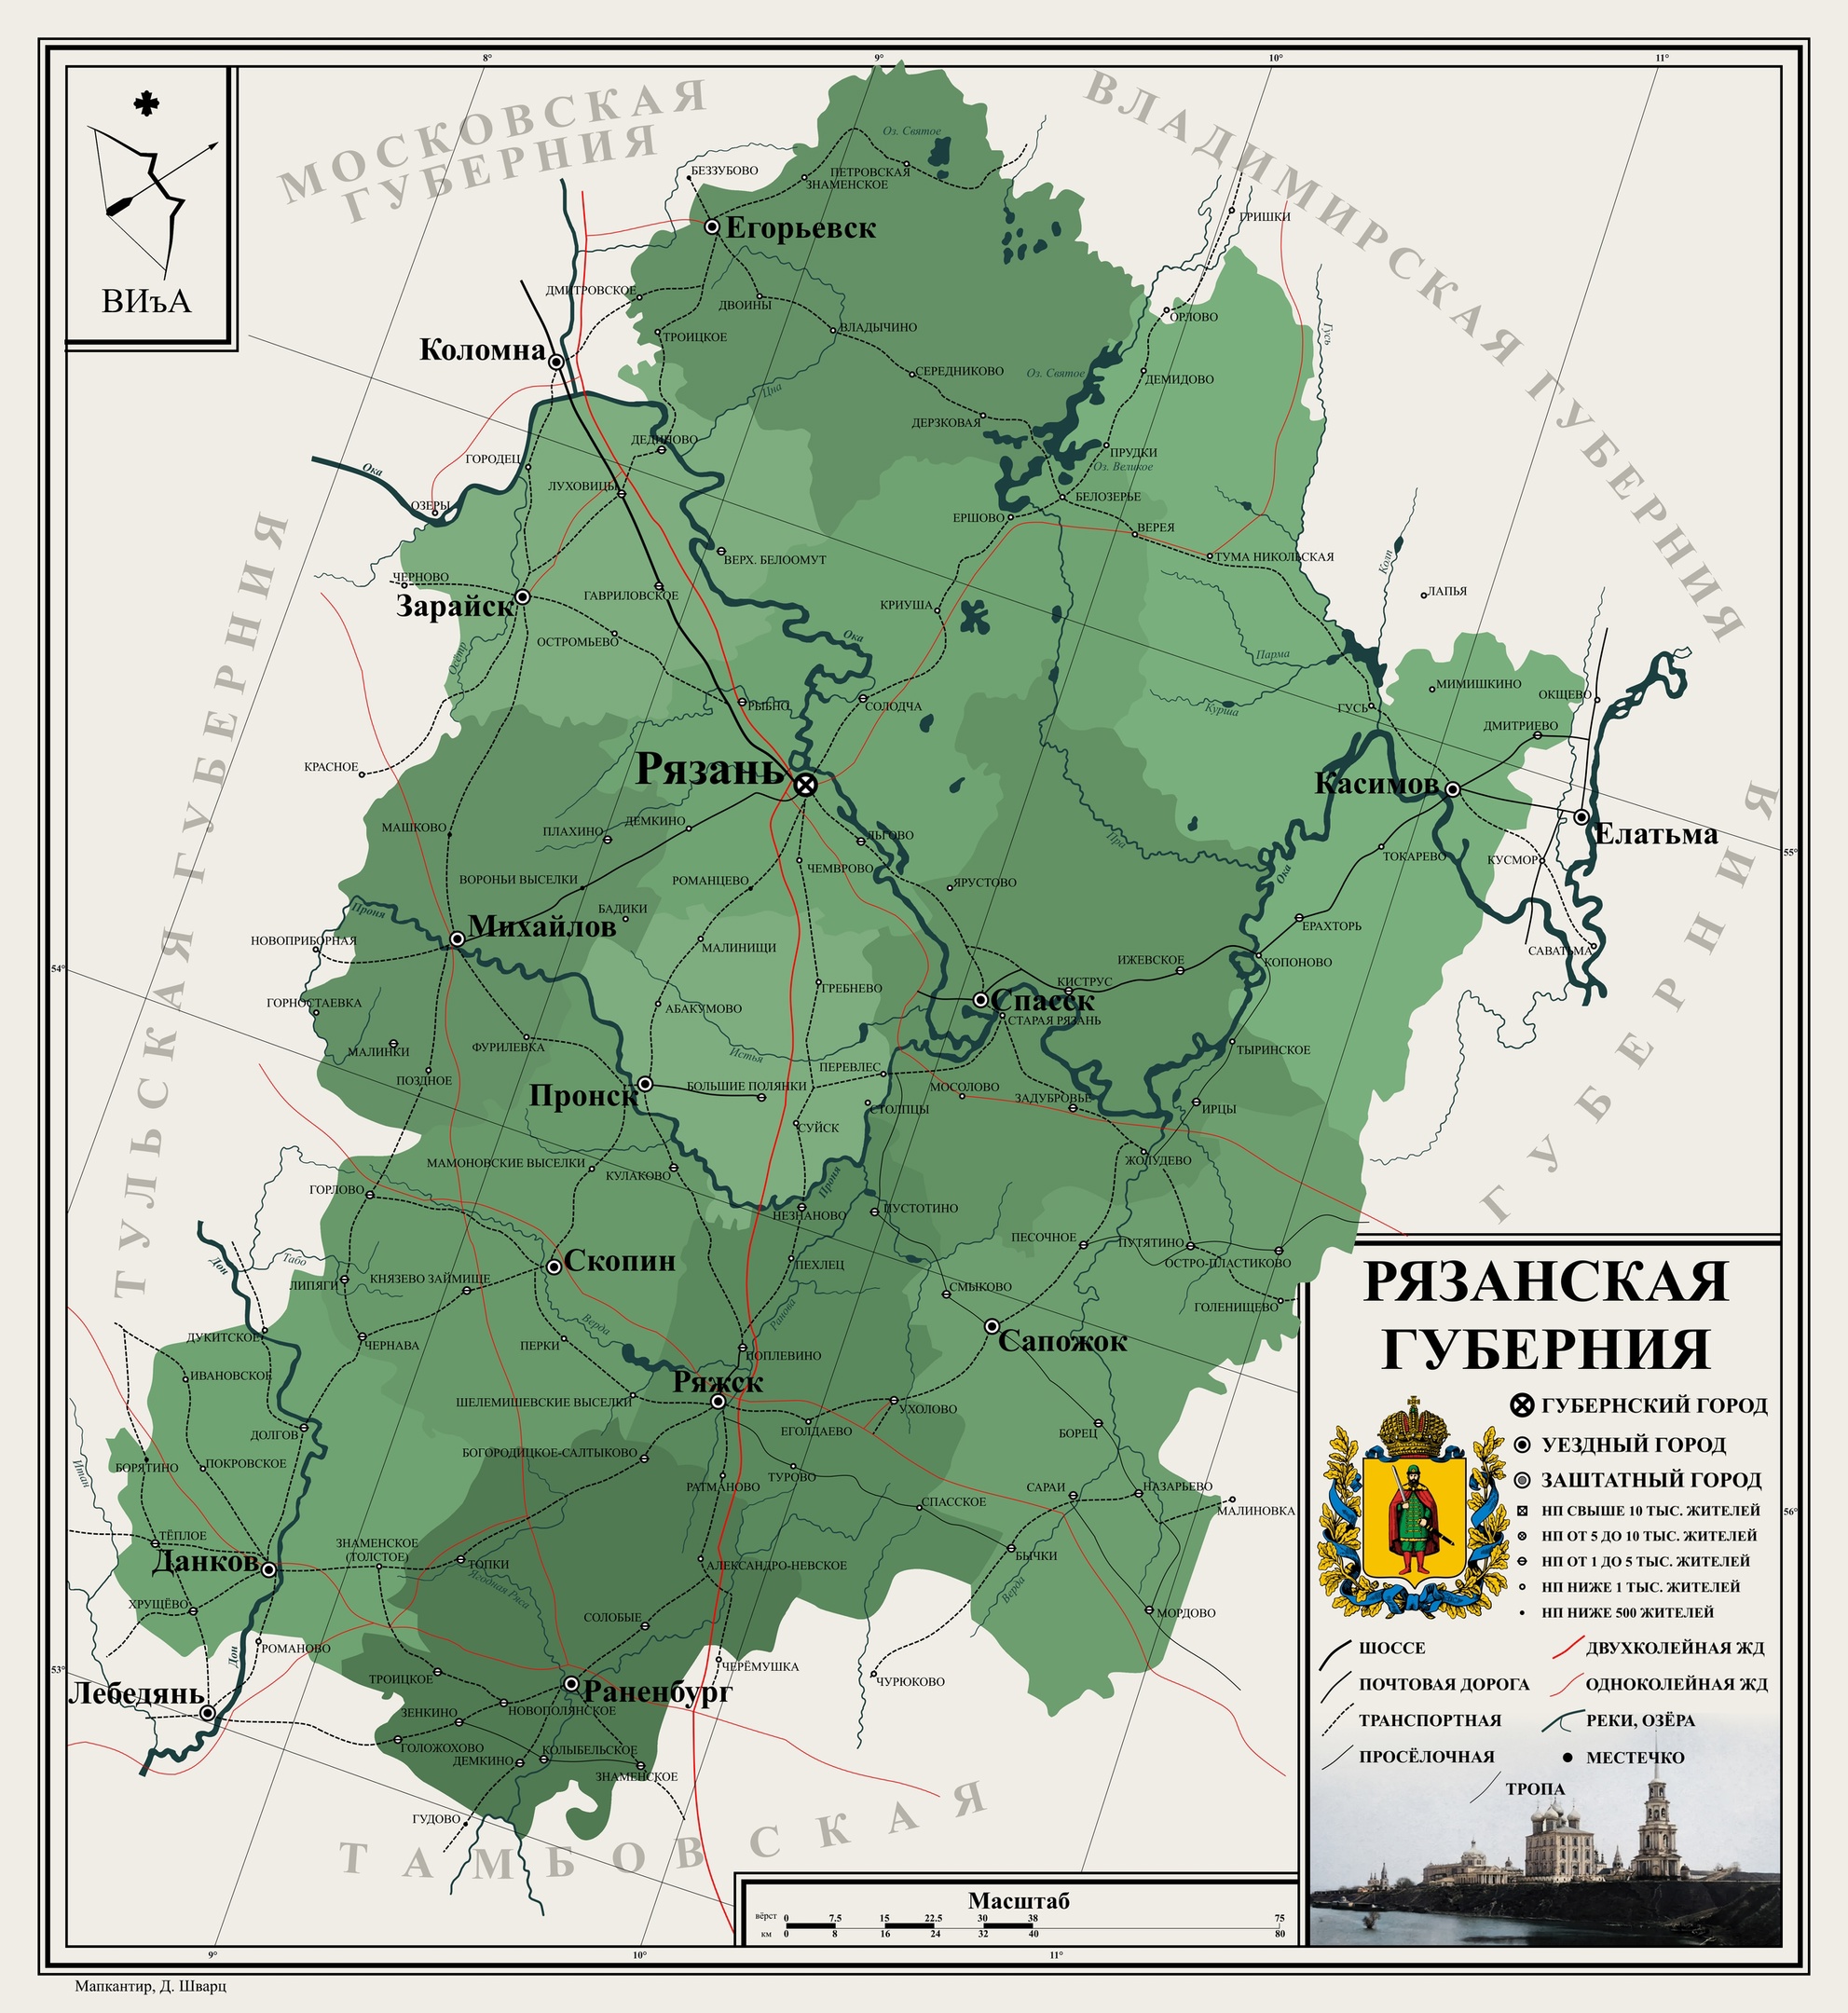 8°
9°
10°
11°
МОСКОВСКАЯ
ГУБЕРНИЯ
ВЛАДИМИРСКАЯ ГУБЕРНИЯ
ВИъА
Оз. Святое
БЕЗЗУБОВО
ПЕТРОВСКАЯ
ЗНАМЕНСКОЕ
ГРИШКИ
Егорьевск
ДМИТРОВСКОЕ
ДВОИНЫ
ОРЛОВО
ВЛАДЫЧИНО
ТРОИЦКОЕ
Гусь
Коломна
СЕРЕДНИКОВО
Оз. Святое
ДЕМИДОВО
Цна
ДЕРЗКОВАЯ
ДЕДИНОВО
ПРУДКИ
ГОРОДЕЦ
Оз. Великое
Ока
ЛУХОВИЦЫ
БЕЛОЗЕРЬЕ
ОЗЕРЫ
ЕРШОВО
ВЕРЕЯ
ТУМА НИКОЛЬСКАЯ
ВЕРХ. БЕЛООМУТ
Колп
ЧЕРНОВО
ЛАПЬЯ
ГАВРИЛОВСКОЕ
Зарайск
КРИУША
ОСТРОМЬЕВО
Ока
Осётр
Парма
МИМИШКИНО
ОКЩЕВО
РЫБНО
СОЛОДЧА
Курша
ГУСЬ
ДМИТРИЕВО
ТУЛЬСКАЯ ГУБЕРНИЯ
КРАСНОЕ
Рязань
Касимов
МАШКОВО
ПЛАХИНО
ДЕМКИНО
ЛЬГОВО
Пра
Елатьма
55°
ТОКАРЕВО
КУСМОР
ЧЕМВРОВО
ВОРОНЬИ ВЫСЕЛКИ
РОМАНЦЕВО
ЯРУСТОВО
Ока
Проня
БАДИКИ
Михайлов
ЕРАХТОРЬ
НОВОПРИБОРНАЯ
МАЛИНИЩИ
САВАТЬМА
54°
ИЖЕВСКОЕ
КОПОНОВО
КИСТРУС
ГРЕБНЕВО
ГОРНОСТАЕВКА
АБАКУМОВО
Спасск
СТАРАЯ РЯЗАНЬ
МАЛИНКИ
ФУРИЛЕВКА
Истья
ТЫРИНСКОЕ
ПОЗДНОЕ
ПЕРЕВЛЕС
Пронск
БОЛЬШИЕ ПОЛЯНКИ
МОСОЛОВО
ЗАДУБРОВЬЕ
СТОЛПЦЫ
ИРЦЫ
СУЙСК
МАМОНОВСКИЕ ВЫСЕЛКИ
КУЛАКОВО
ЖОЛУДЕВО
ГОРЛОВО
Проня
НЕЗНАНОВО
ПУСТОТИНО
ПЕСОЧНОЕ
ПУТЯТИНО
Дон
Табо
Скопин
ПЕХЛЕЦ
ОСТРО-ПЛАСТИКОВО
ЛИПЯГИ
КНЯЗЕВО ЗАЙМИЩЕ
СМЫКОВО
ГОЛЕНИЩЕВО
Верда
Ранова
ДУКИТСКОЕ
ЧЕРНАВА
ПЕРКИ
ПОПЛЕВИНО
Сапожок
ИВАНОВСКОЕ
Ряжск
ШЕЛЕМИШЕВСКИЕ ВЫСЕЛКИ
УХОЛОВО
ЕГОЛДАЕВО
ДОЛГОВ
БОРЕЦ
БОГОРОДИЦКОЕ-САЛТЫКОВО
БОРЯТИНО
ПОКРОВСКОЕ
Итан
ТУРОВО
РАТМАНОВО
САРАИ
НАЗАРЬЕВО
СПАССКОЕ
МАЛИНОВКА
56°
ТЁПЛОЕ
ЗНАМЕНСКОЕ
(ТОЛСТОЕ)
ТОПКИ
АЛЕКСАНДРО-НЕВСКОЕ
БЫЧКИ
Данков
Ягодная Ряса
Верда
ХРУЩЁВО
СОЛОБЫЕ
МОРДОВО
РОМАНОВО
Дон
53°
ТРОИЦКОЕ
ЧЕРЁМУШКА
ЧУРЮКОВО
Лебедянь
Раненбург
НОВОПОЛЯНСКОЕ
ЗЕНКИНО
ГОЛОЖОХОВО
КОЛЫБЕЛЬСКОЕ
ДЕМКИНО
ЗНАМЕНСКОЕ
ГУДОВО
ТАМБОВСКАЯ ГУБЕРНИЯ
РЯЗАНСКАЯ
ГУБЕРНИЯ
ГУБЕРНСКИЙ ГОРОД
УЕЗДНЫЙ ГОРОД
ЗАШТАТНЫЙ ГОРОД
НП СВЫШЕ 10 ТЫС. ЖИТЕЛЕЙ
НП ОТ 5 ДО 10 ТЫС. ЖИТЕЛЕЙ
НП ОТ 1 ДО 5 ТЫС. ЖИТЕЛЕЙ
НП НИЖЕ 1 ТЫС. ЖИТЕЛЕЙ
НП НИЖЕ 500 ЖИТЕЛЕЙ
ШОССЕ
ДВУХКОЛЕЙНАЯ ЖД
ПОЧТОВАЯ ДОРОГА
ОДНОКОЛЕЙНАЯ ЖД
ТРАНСПОРТНАЯ
РЕКИ, ОЗЁРА
ПРОСЁЛОЧНАЯ
МЕСТЕЧКО
ТРОПА
Масштаб
вёрст 0 7.5 15 22.5 30 38 75
км 0 8 16 24 32 40 80
9°
10°
11°
Мапкантир, Д. Шварц